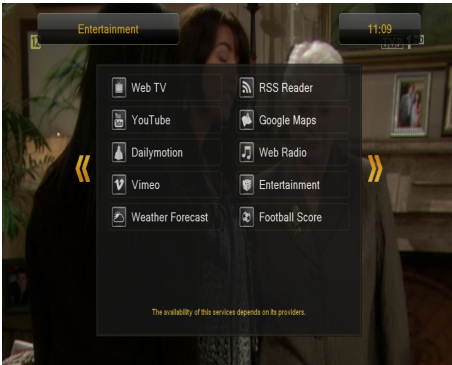 Entertainment
11:09
Web TV
RSS Reader
YouTube
Google Maps
Dailymotion
Web Radio
Vimeo
Entertainment
Weather Forecast
Football Score
The availability of this services depends on its providers.